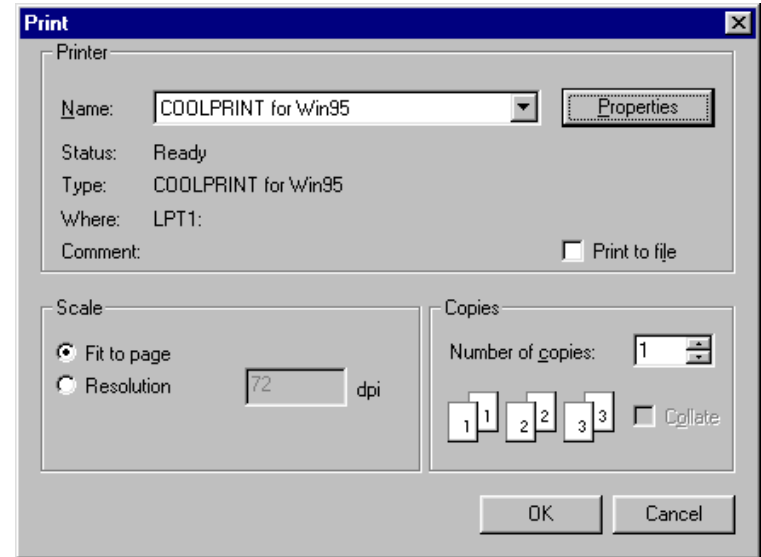 Print
Printer
Name: COOLPRINT for Win95 Properties
Status: Ready
Type: COOLPRINT for Win95
Where: LPT1:
Comment: Print to file
Scale
Fit to page
Resolution 72 dpi
Copies
Number of copies: 1
1 1 2 2 3 3 Collate
OK Cancel